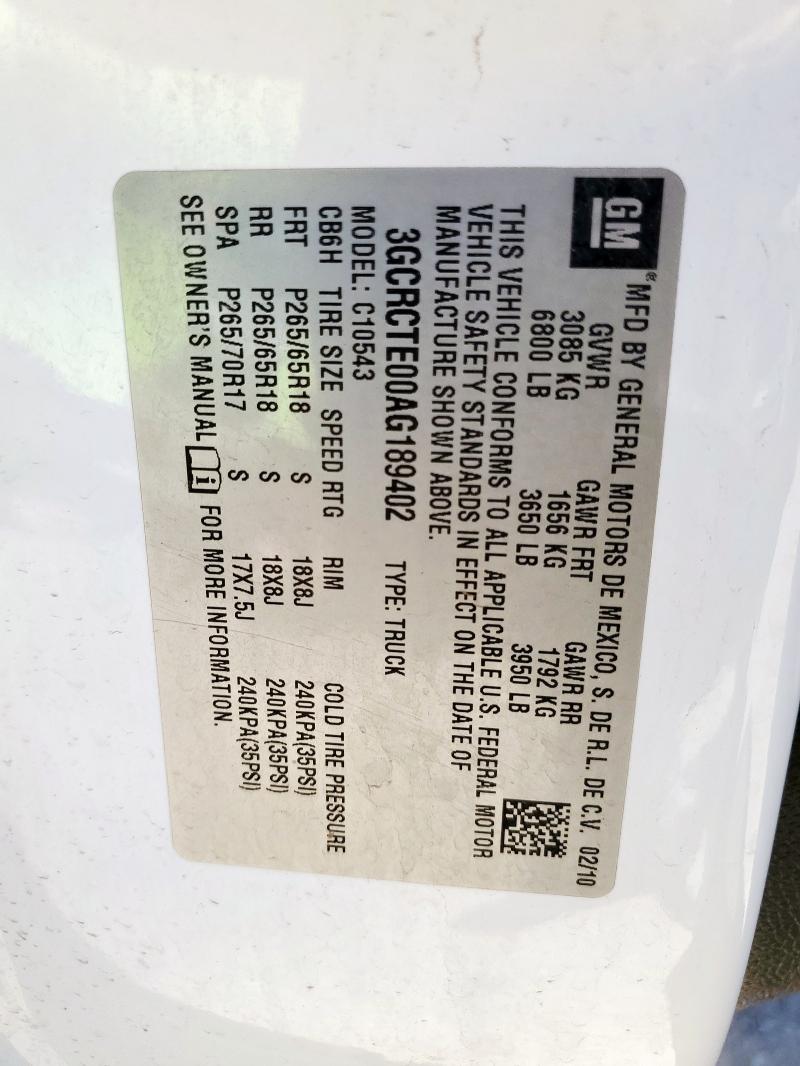 GM ® MFD BY GENERAL MOTORS DE MEXICO, S. DE R.L. DE C.V. 02/10
GVWR GAWR FRT GAWR RR
3085 KG 1656 KG 1792 KG
6800 LB 3650 LB 3950 LB
THIS VEHICLE CONFORMS TO ALL APPLICABLE U.S. FEDERAL MOTOR
VEHICLE SAFETY STANDARDS IN EFFECT ON THE DATE OF
MANUFACTURE SHOWN ABOVE.
3GCRCTE00AG189402 TYPE: TRUCK
MODEL: C10543
CB6H TIRE SIZE SPEED RTG RIM COLD TIRE PRESSURE
FRT P265/65R18 S 18X8J 240KPA(35PSI)
RR P265/65R18 S 18X8J 240KPA(35PSI)
SPA P265/70R17 S 17X7.5J 240KPA(35PSI)
SEE OWNER'S MANUAL i FOR MORE INFORMATION.